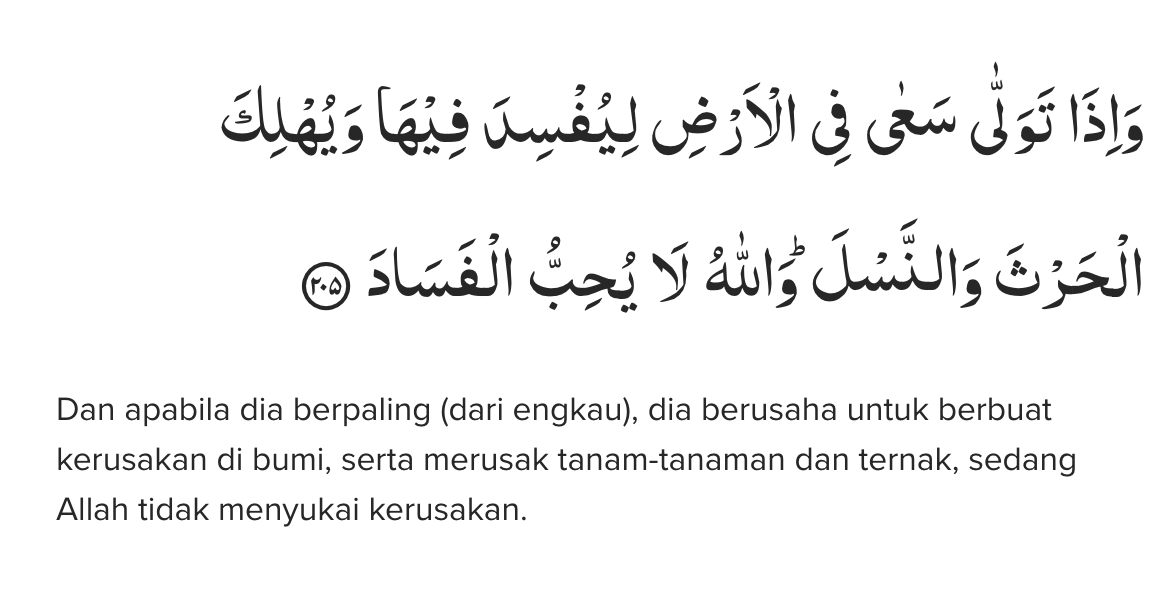 وَاِذَا تَوَلّٰى سَعٰى فِى الْاَرْضِ لِيُفْسِدَ فِيْهَا وَيُهْلِكَ
الْحَرْثَ وَالنَّسْلَ ۗ وَاللّٰهُ لَا يُحِبُّ الْفَسَادَ ۝٢٠٥
Dan apabila dia berpaling (dari engkau), dia berusaha untuk berbuat
kerusakan di bumi, serta merusak tanam-tanaman dan ternak, sedang
Allah tidak menyukai kerusakan.